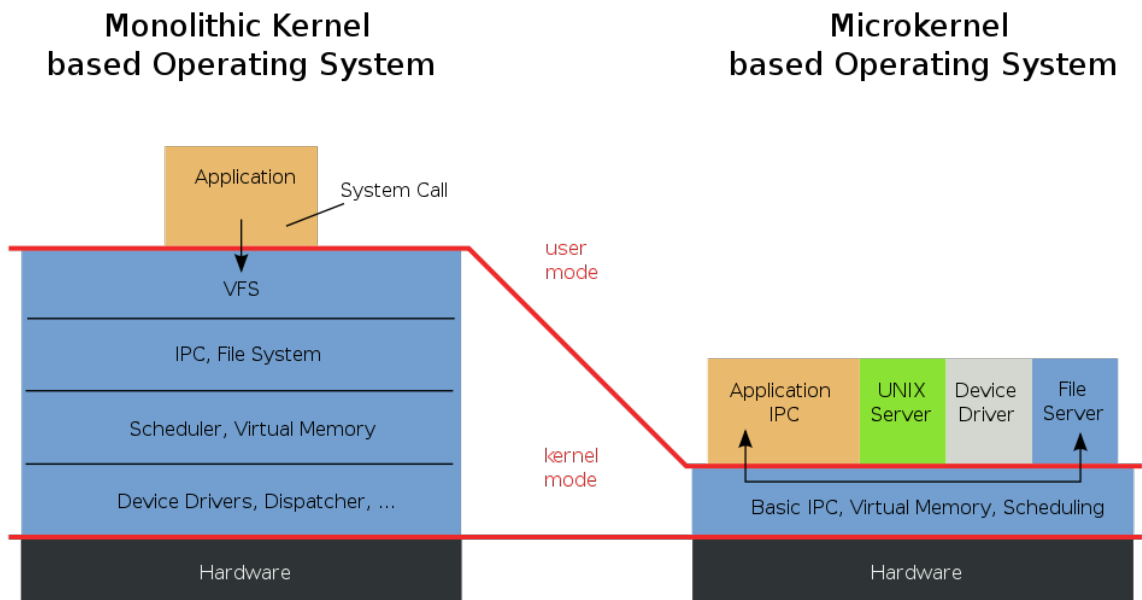 Monolithic Kernel
based Operating System
Microkernel
based Operating System
Application
System Call
VFS
IPC, File System
Scheduler, Virtual Memory
Device Drivers, Dispatcher, ...
Hardware
user
mode
kernel
mode
Application
IPC
UNIX
Server
Device
Driver
File
Server
Basic IPC, Virtual Memory, Scheduling
Hardware